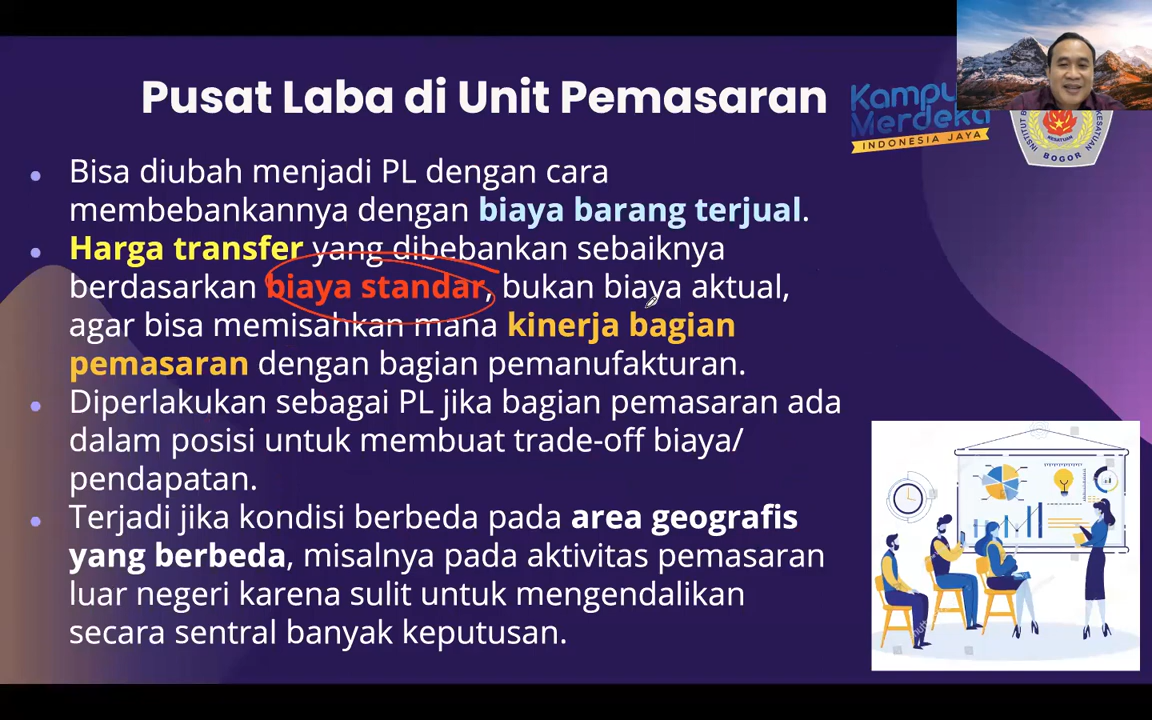 Pusat Laba di Unit Pemasaran
Kampu
Merdeka
INDONESIA JAYA
KESATUAN
BOGOR
Bisa diubah menjadi PL dengan cara
membebankannya dengan biaya barang terjual.
Harga transfer yang dibebankan sebaiknya
berdasarkan biaya standar, bukan biaya aktual,
agar bisa memisahkan mana kinerja bagian
pemasaran dengan bagian pemanufakturan.
Diperlakukan sebagai PL jika bagian pemasaran ada
dalam posisi untuk membuat trade-off biaya/
pendapatan.
Terjadi jika kondisi berbeda pada area geografis
yang berbeda, misalnya pada aktivitas pemasaran
luar negeri karena sulit untuk mengendalikan
secara sentral banyak keputusan.